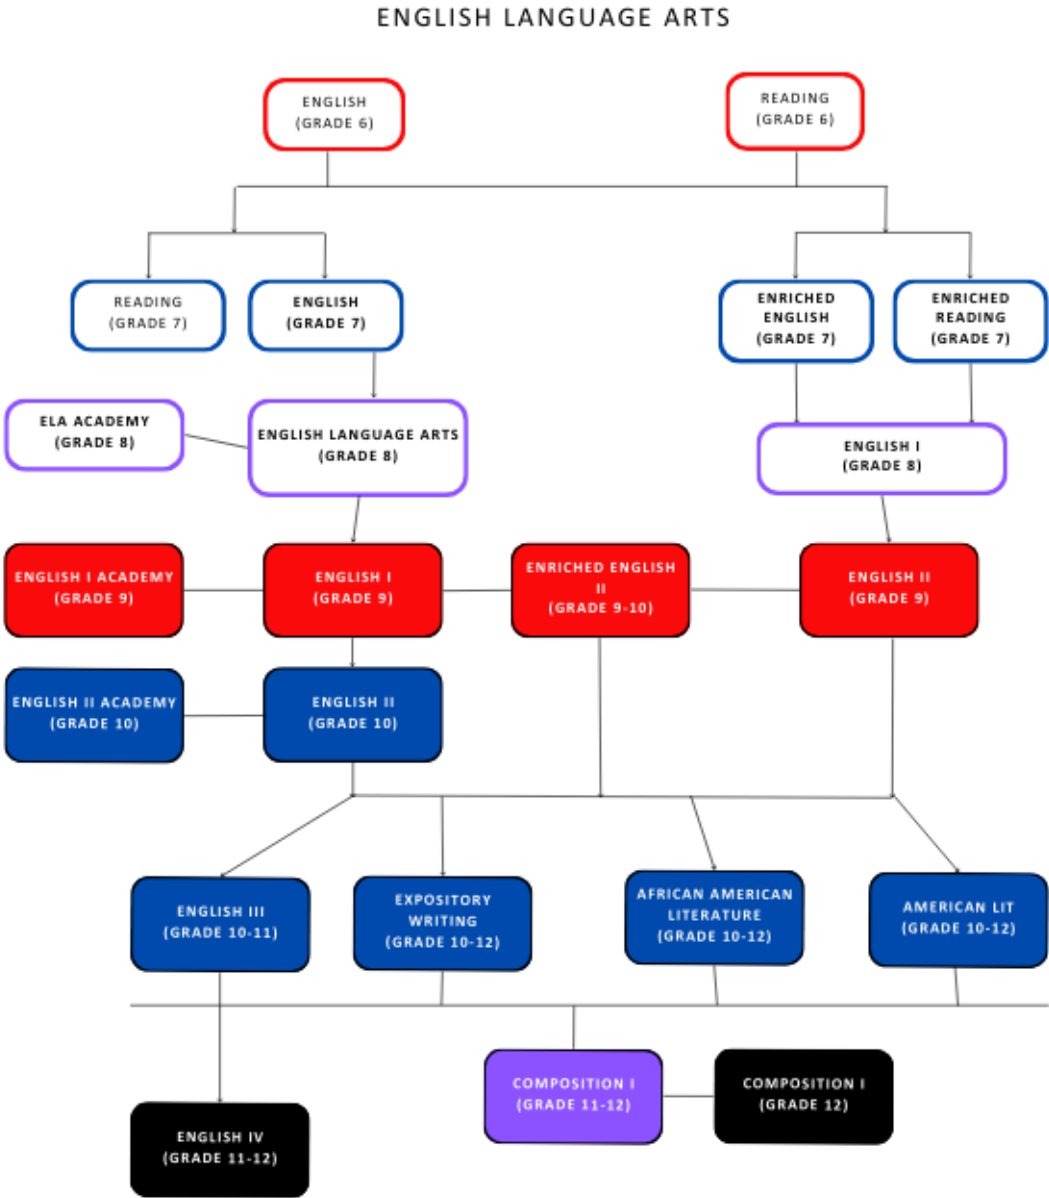 ENGLISH LANGUAGE ARTS
ENGLISH
(GRADE 6)
READING
(GRADE 6)
READING
(GRADE 7)
ENGLISH
(GRADE 7)
ENRICHED
ENGLISH
(GRADE 7)
ENRICHED
READING
(GRADE 7)
ELA ACADEMY
(GRADE 8)
ENGLISH LANGUAGE ARTS
(GRADE 8)
ENGLISH I
(GRADE 8)
ENGLISH I ACADEMY
(GRADE 9)
ENGLISH I
(GRADE 9)
ENRICHED ENGLISH
II
(GRADE 9-10)
ENGLISH II
(GRADE 9)
ENGLISH II ACADEMY
(GRADE 10)
ENGLISH II
(GRADE 10)
ENGLISH III
(GRADE 10-11)
EXPOSITORY
WRITING
(GRADE 10-12)
AFRICAN AMERICAN
LITERATURE
(GRADE 10-12)
AMERICAN LIT
(GRADE 10-12)
COMPOSITION I
(GRADE 11-12)
COMPOSITION I
(GRADE 12)
ENGLISH IV
(GRADE 11-12)